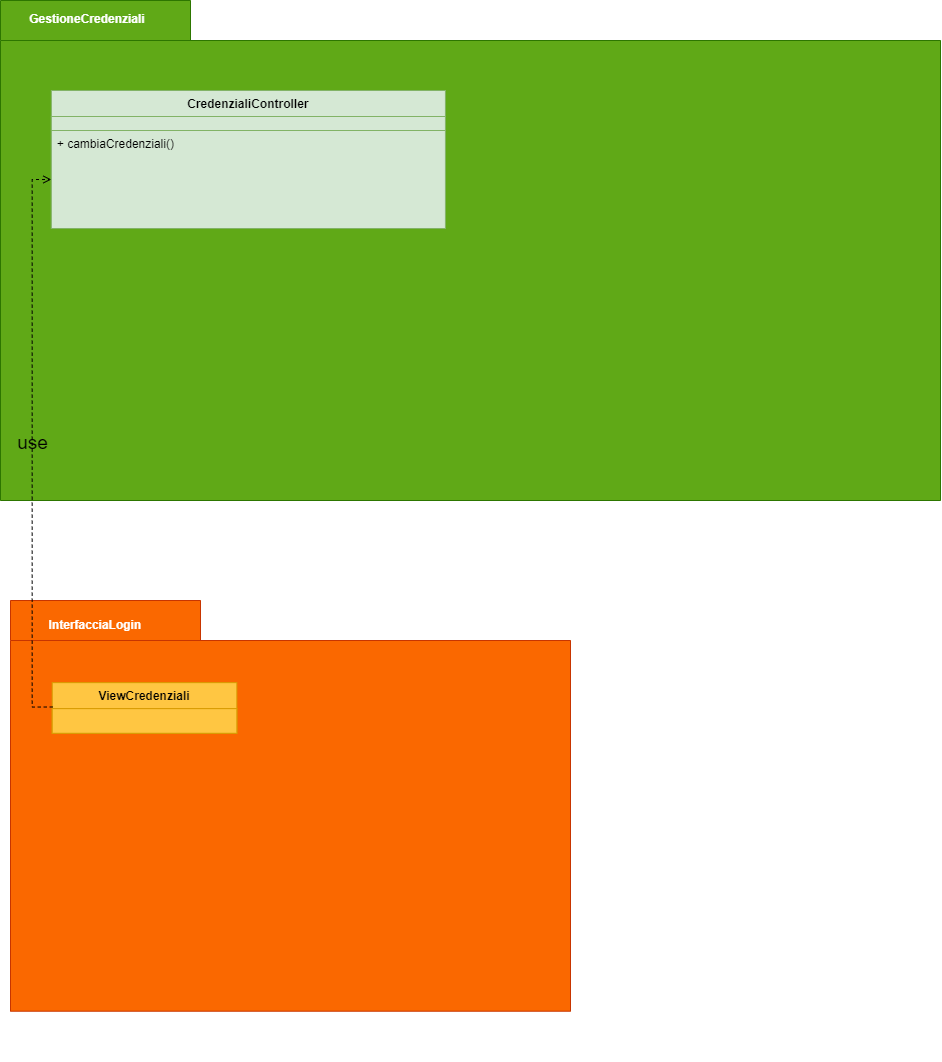 GestioneCredenziali
CredenzialiController
+ cambiaCredenziali()
use
InterfacciaLogin
ViewCredenziali